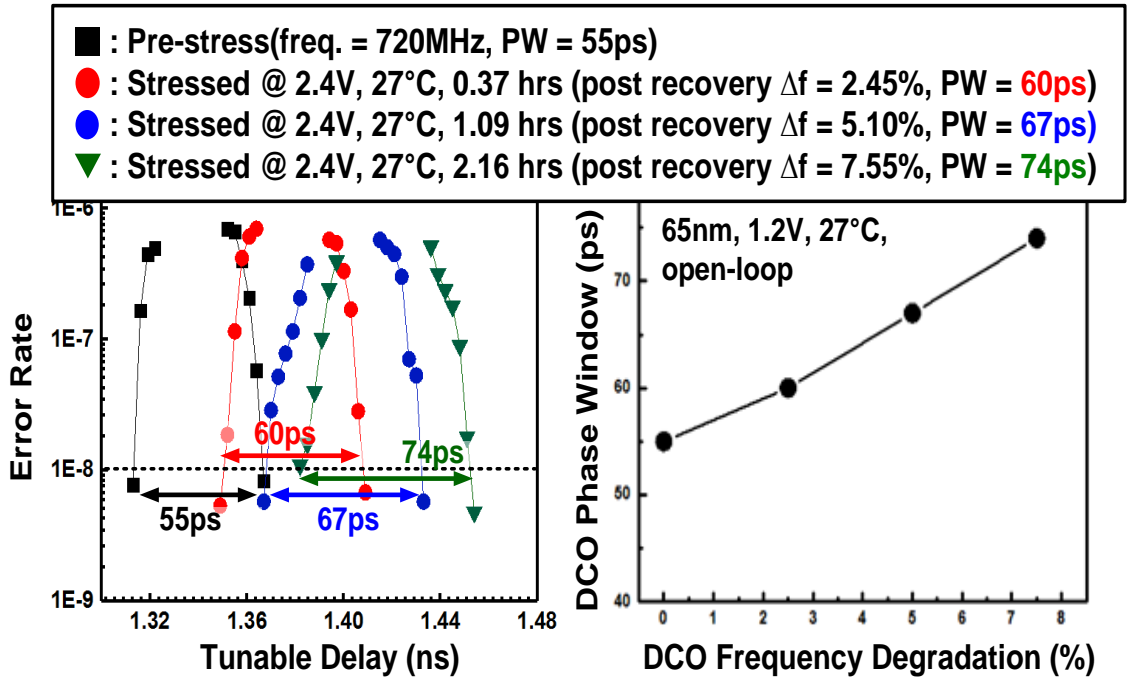 ■ : Pre-stress(freq. = 720MHz, PW = 55ps)
● : Stressed @ 2.4V, 27°C, 0.37 hrs (post recovery Δf = 2.45%, PW = 60ps)
● : Stressed @ 2.4V, 27°C, 1.09 hrs (post recovery Δf = 5.10%, PW = 67ps)
▼ : Stressed @ 2.4V, 27°C, 2.16 hrs (post recovery Δf = 7.55%, PW = 74ps)
1E-6
1E-7
1E-8
1E-9
Error Rate
60ps
74ps
55ps
67ps
1.32 1.36 1.40 1.44 1.48
Tunable Delay (ns)
65nm, 1.2V, 27°C,
open-loop
DCO Phase Window (ps)
70
60
50
40
0 1 2 3 4 5 6 7 8
DCO Frequency Degradation (%)